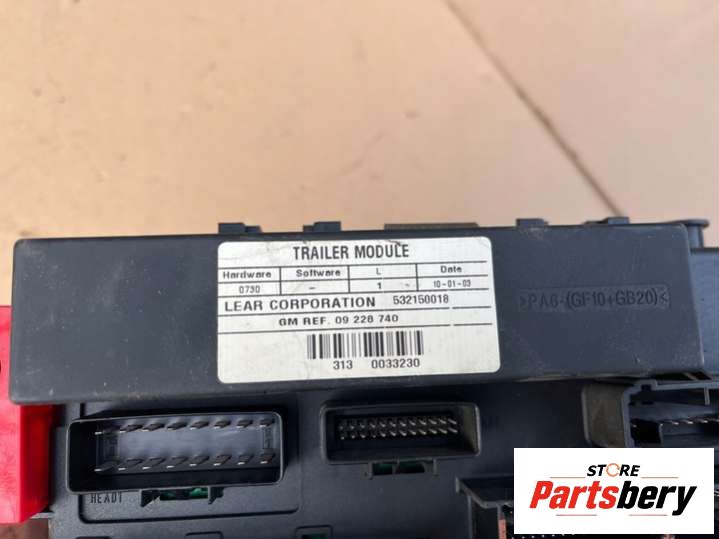 TRAILER MODULE
Hardware Software L Date
0730 – 1 - 10-01-03
LEAR CORPORATION 532150018
GM REF. 09 228 740
313 0033230
>PA6-(GF10+GB20)<
HEAD1
STORE
Partsbery